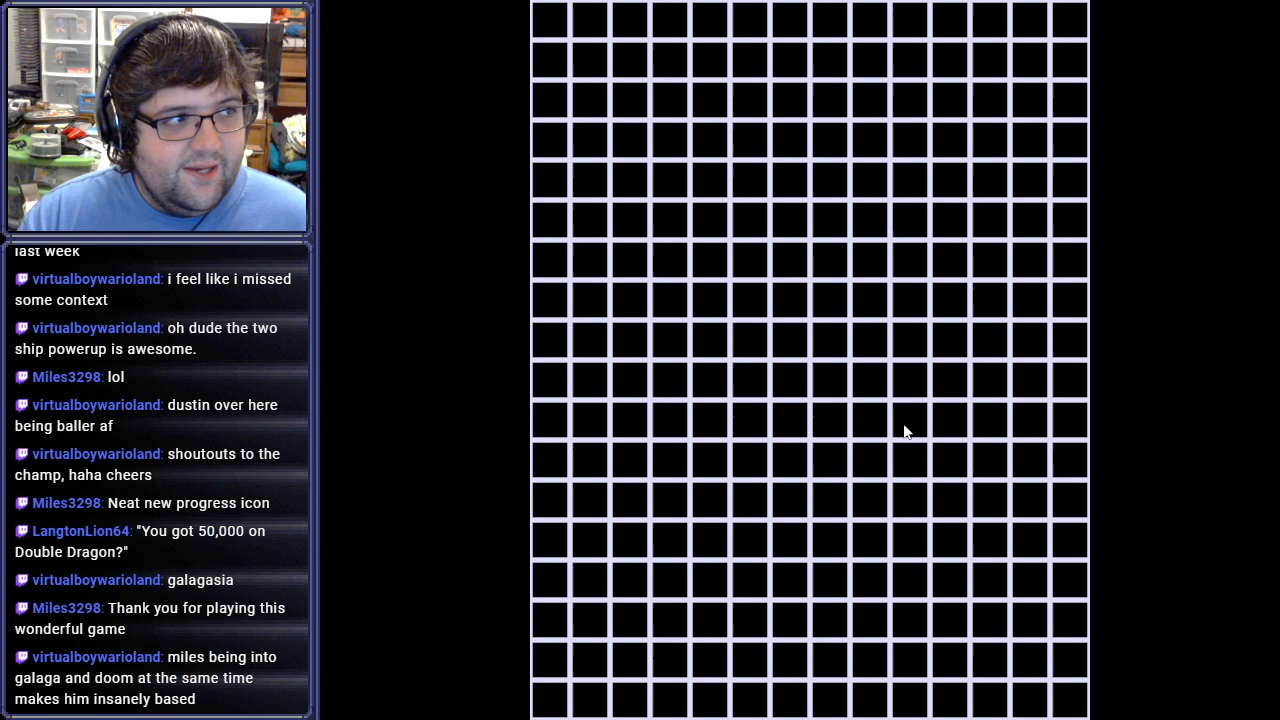 last week
virtualboywarioland: i feel like i missed
some context
virtualboywarioland: oh dude the two
ship powerup is awesome.
Miles3298: lol
virtualboywarioland: dustin over here
being baller af
virtualboywarioland: shoutouts to the
champ, haha cheers
Miles3298: Neat new progress icon
LangtonLion64: "You got 50,000 on
Double Dragon?"
virtualboywarioland: galagasia
Miles3298: Thank you for playing this
wonderful game
virtualboywarioland: miles being into
galaga and doom at the same time
makes him insanely based